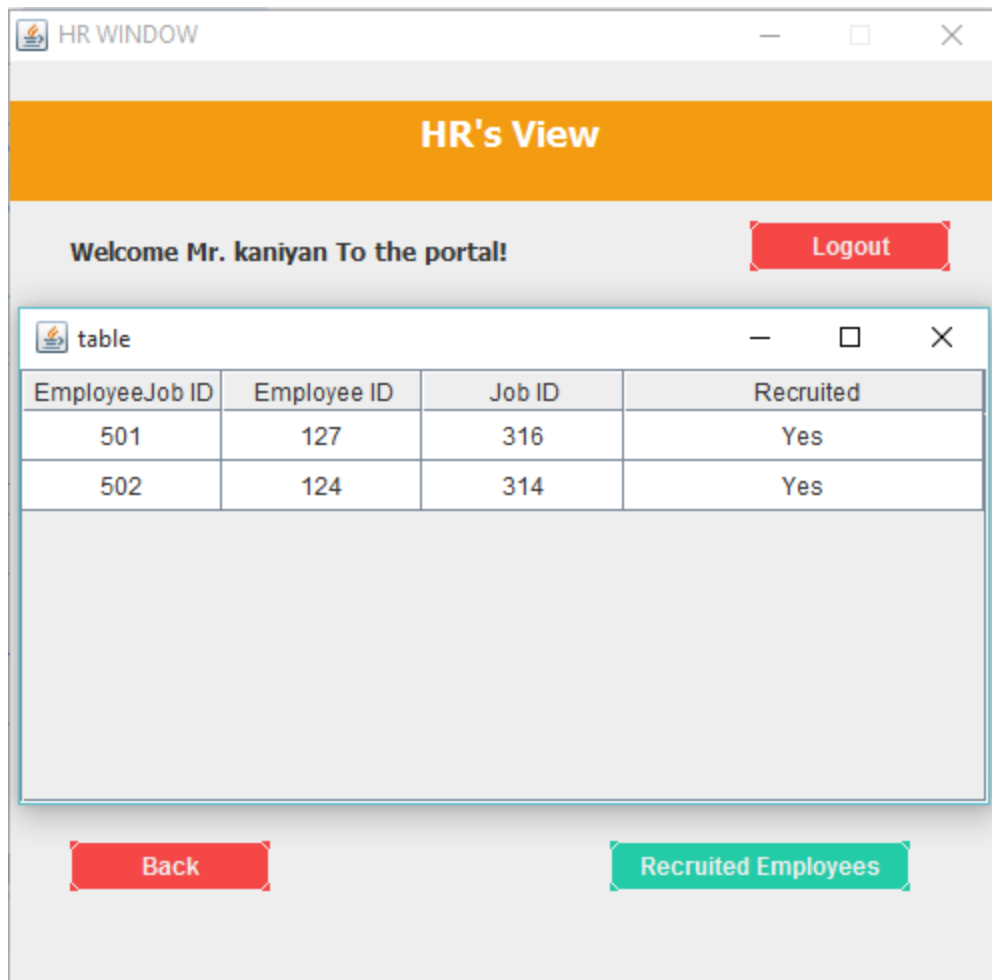 HR WINDOW
HR's View
Welcome Mr. kaniyan To the portal!
Logout
table
EmployeeJob ID Employee ID Job ID Recruited
501 127 316 Yes
502 124 314 Yes
Back
Recruited Employees